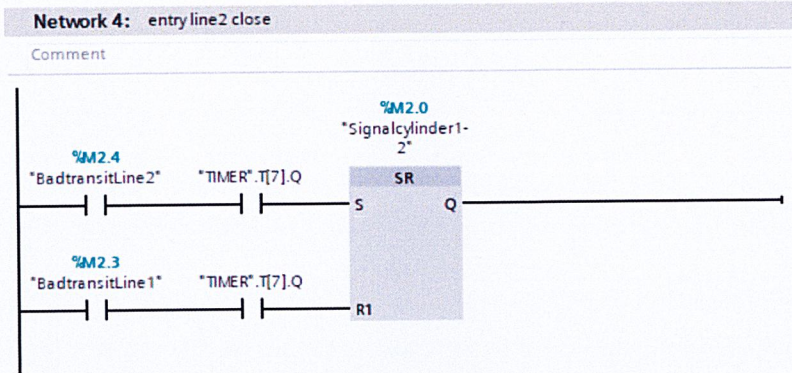 Network 4: entry line2 close
Comment
%M2.0
"Signalcylinder1-
2"
%M2.4
"BadtransitLine2"
"TIMER".T[7].Q
SR
S
Q
%M2.3
"BadtransitLine1"
"TIMER".T[7].Q
R1